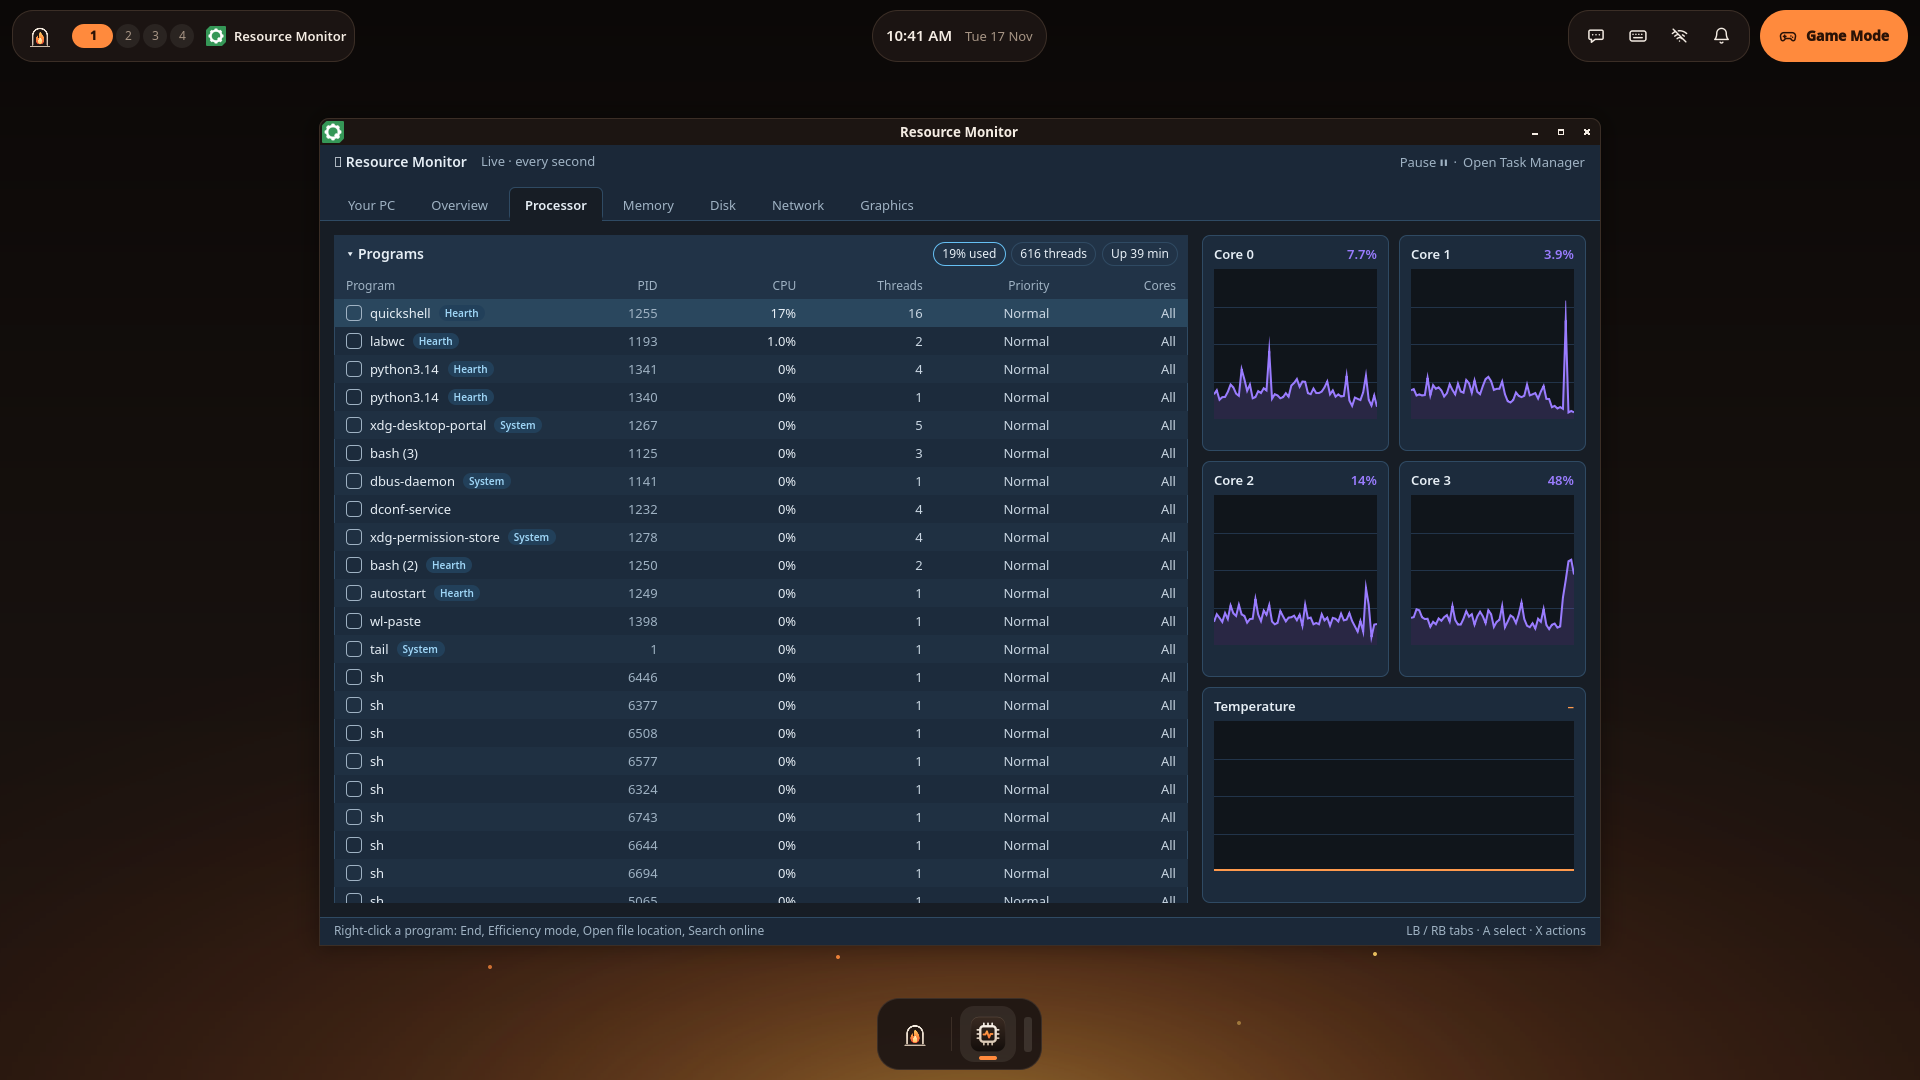 1 2 3 4 Resource Monitor
10:41 AM Tue 17 Nov
Game Mode
Resource Monitor
Resource Monitor Live · every second
Pause · Open Task Manager
Your PC Overview Processor Memory Disk Network Graphics
Programs 19% used 616 threads Up 39 min
Program PID CPU Threads Priority Cores
quickshell Hearth 1255 17% 16 Normal All
labwc Hearth 1193 1.0% 2 Normal All
python3.14 Hearth 1341 0% 4 Normal All
python3.14 Hearth 1340 0% 1 Normal All
xdg-desktop-portal System 1267 0% 5 Normal All
bash (3) 1125 0% 3 Normal All
dbus-daemon System 1141 0% 1 Normal All
dconf-service 1232 0% 4 Normal All
xdg-permission-store System 1278 0% 4 Normal All
bash (2) Hearth 1250 0% 2 Normal All
autostart Hearth 1249 0% 1 Normal All
wl-paste 1398 0% 1 Normal All
tail System 1 0% 1 Normal All
sh 6446 0% 1 Normal All
sh 6377 0% 1 Normal All
sh 6508 0% 1 Normal All
sh 6577 0% 1 Normal All
sh 6324 0% 1 Normal All
sh 6743 0% 1 Normal All
sh 6644 0% 1 Normal All
sh 6694 0% 1 Normal All
sh 5065 0% 1 Normal All
Core 0 7.7%
Core 1 3.9%
Core 2 14%
Core 3 48%
Temperature –
Right-click a program: End, Efficiency mode, Open file location, Search online
LB / RB tabs · A select · X actions